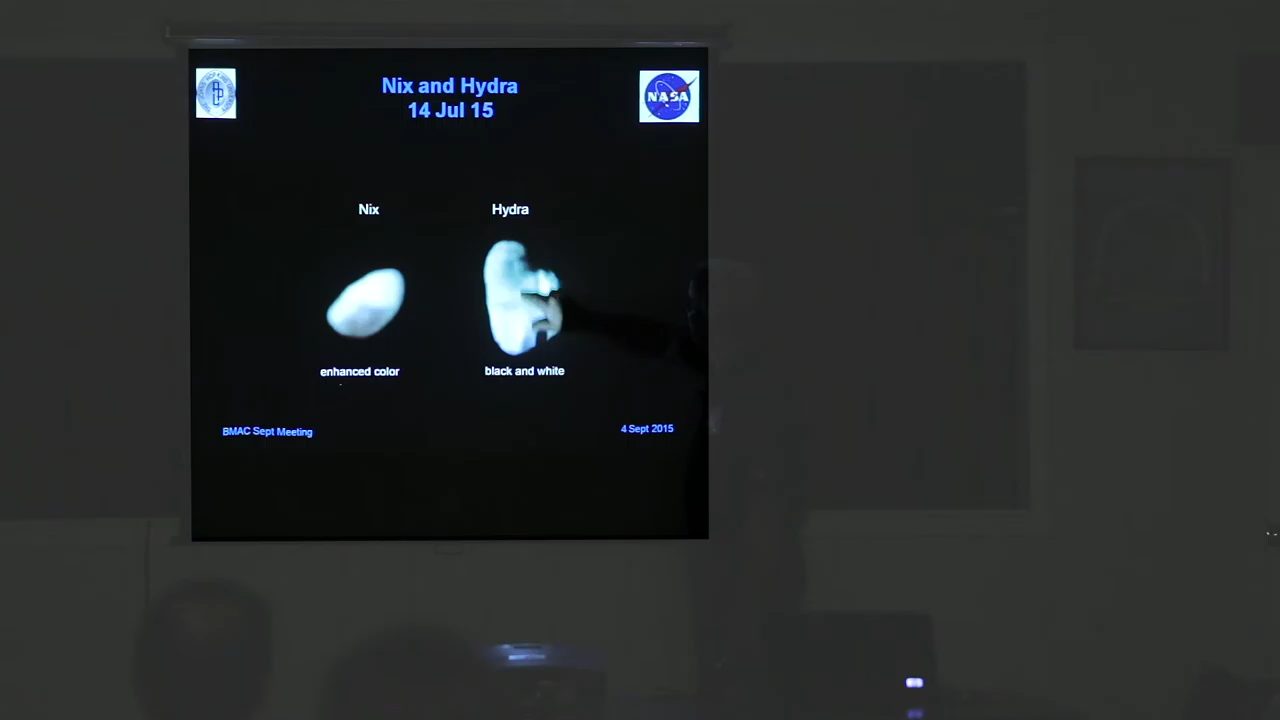 Nix and Hydra
14 Jul 15
NASA
Nix
Hydra
enhanced color
black and white
BMAC Sept Meeting
4 Sept 2015